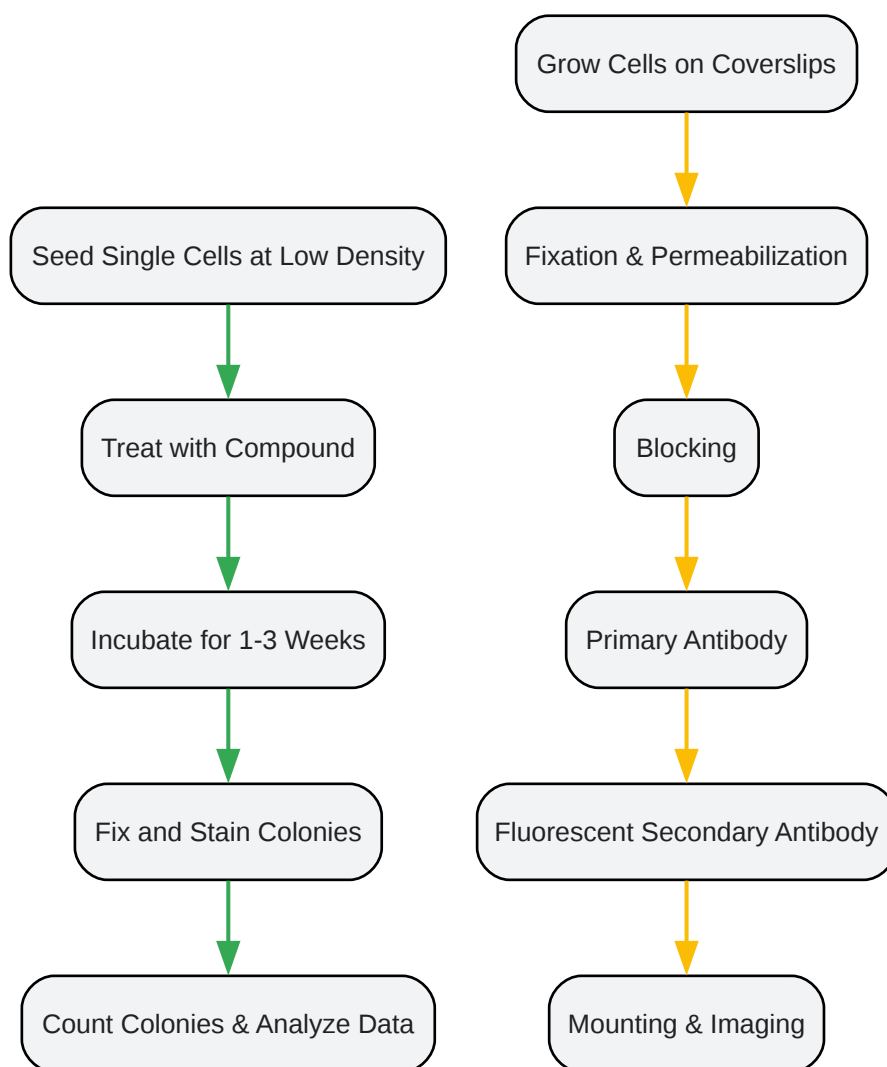 Grow Cells on Coverslips
Seed Single Cells at Low Density
Fixation & Permeabilization
Treat with Compound
Blocking
Incubate for 1-3 Weeks
Primary Antibody
Fix and Stain Colonies
Fluorescent Secondary Antibody
Count Colonies & Analyze Data
Mounting & Imaging